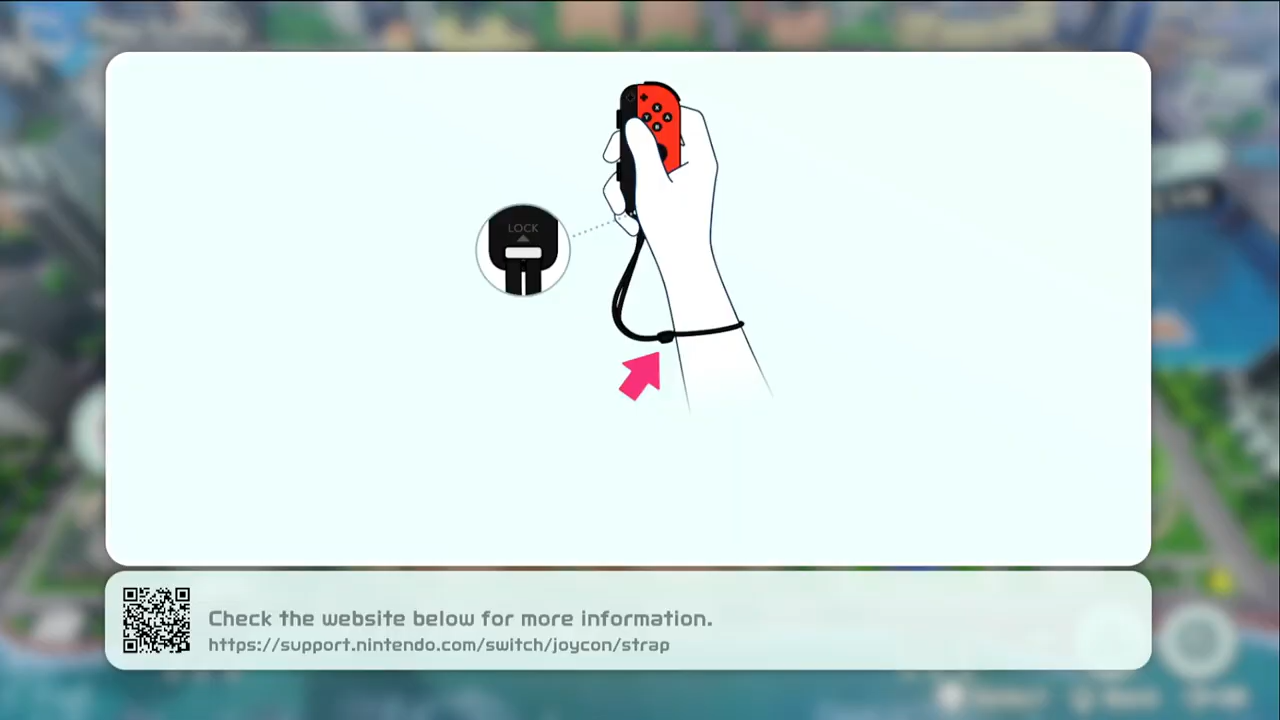 X
Y A
B
LOCK
Check the website below for more information.
https://support.nintendo.com/switch/joycon/strap